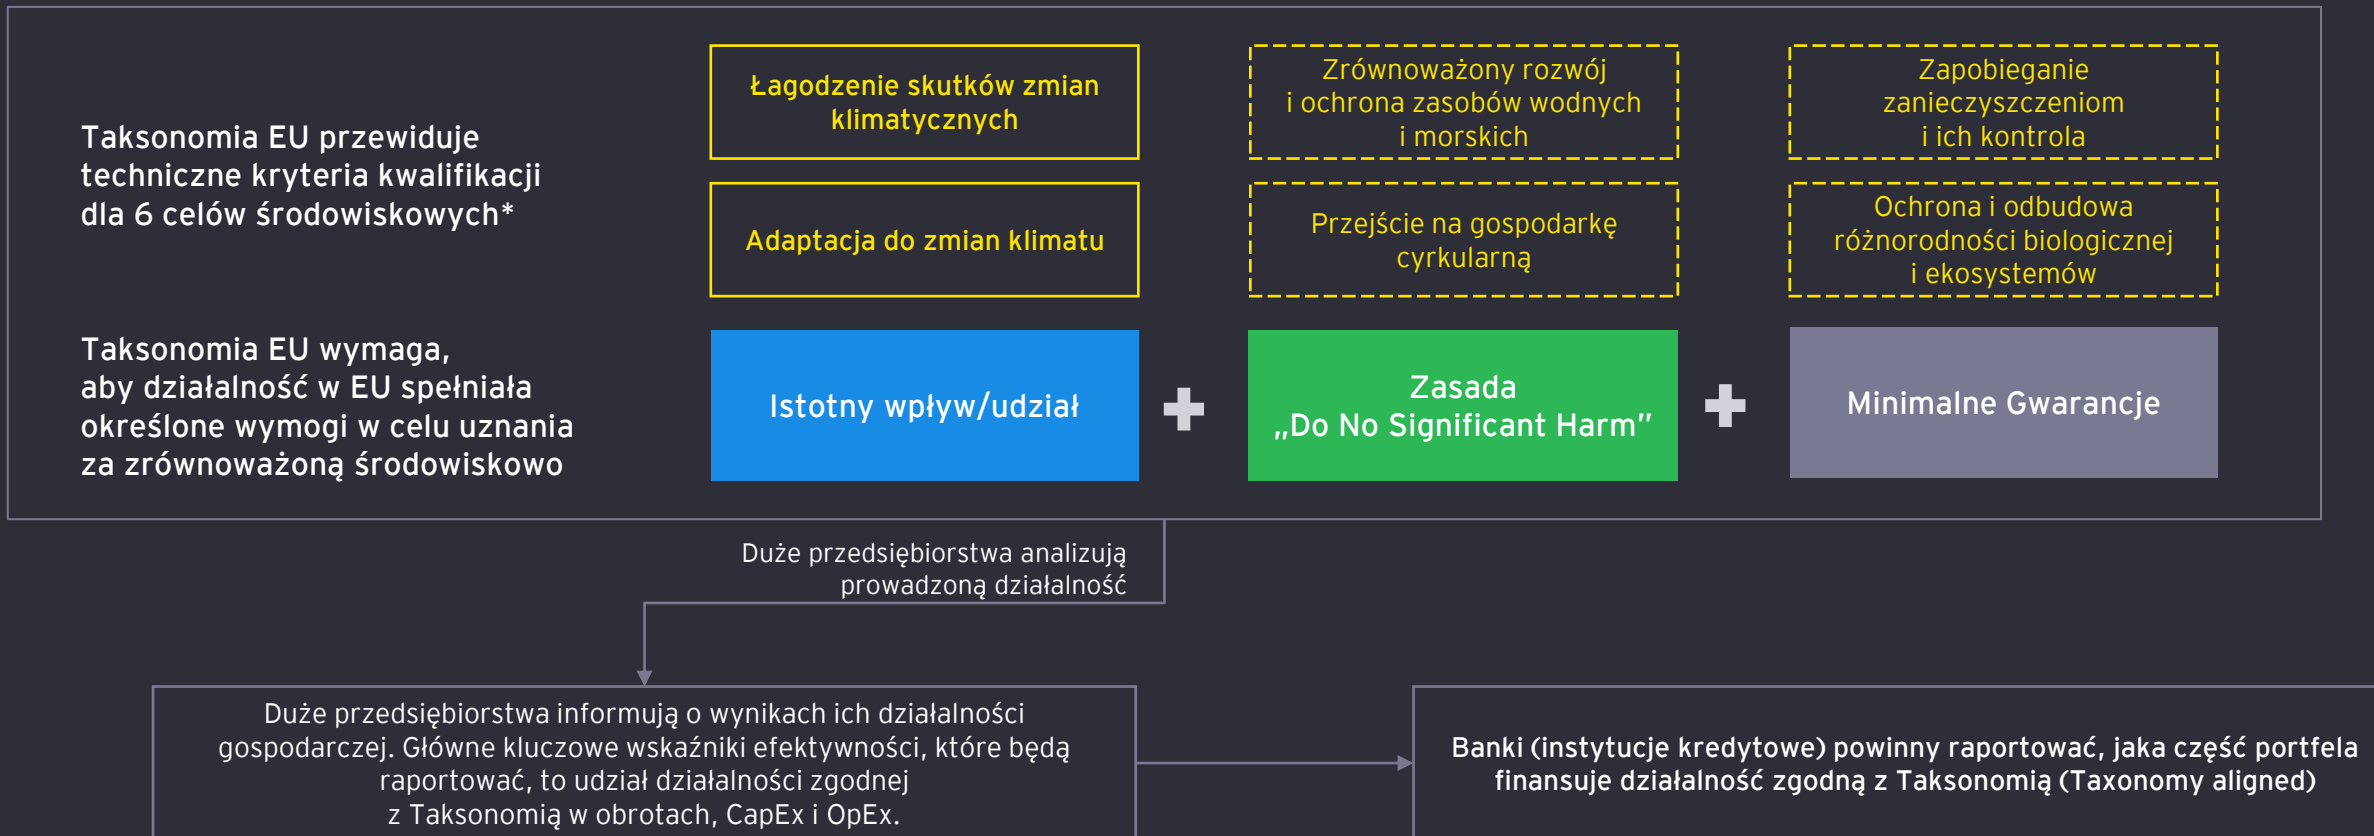 Taksonomia EU przewiduje
techniczne kryteria kwalifikacji
dla 6 celów środowiskowych*
Łagodzenie skutków zmian
klimatycznych
Zrównoważony rozwój
i ochrona zasobów wodnych
i morskich
Zapobieganie
zanieczyszczeniom
i ich kontrola
Adaptacja do zmian klimatu
Przejście na gospodarkę
cyrkularną
Ochrona i odbudowa
różnorodności biologicznej
i ekosystemów
Taksonomia EU wymaga,
aby działalność w EU spełniała
określone wymogi w celu uznania
za zrównoważoną środowiskowo
Istotny wpływ/udział
Zasada
„Do No Significant Harm”
Minimalne Gwarancje
Duże przedsiębiorstwa analizują
prowadzoną działalność
Duże przedsiębiorstwa informują o wynikach ich działalności
gospodarczej. Główne kluczowe wskaźniki efektywności, które będą
raportować, to udział działalności zgodnej
z Taksonomią w obrotach, CapEx i OpEx.
Banki (instytucje kredytowe) powinny raportować, jaka część portfela
finansuje działalność zgodną z Taksonomią (Taxonomy aligned)